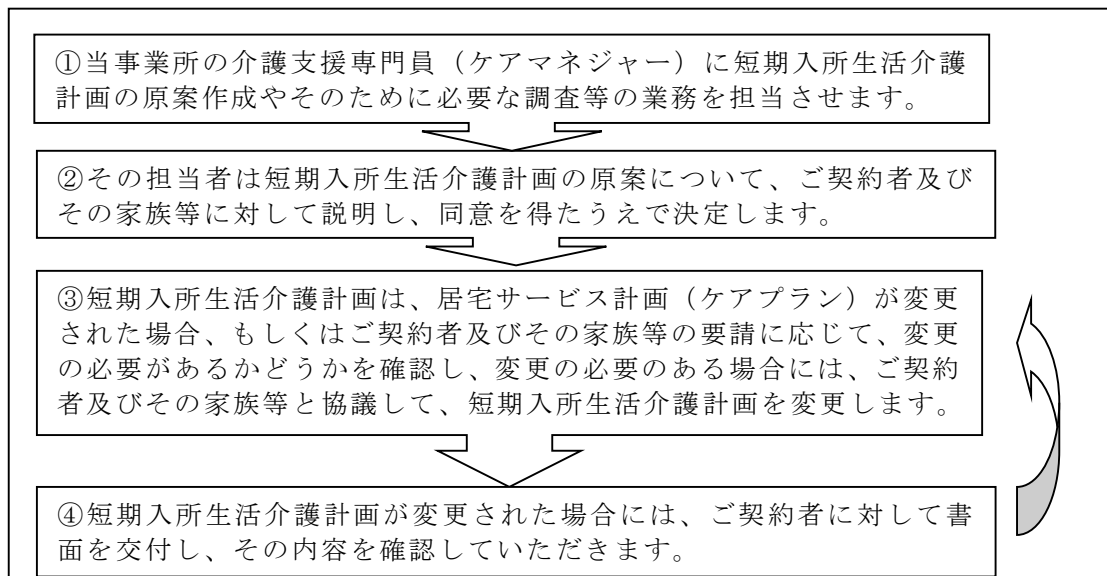 ①当事業所の介護支援専門員（ケアマネジャー）に短期入所生活介護
計画の原案作成やそのために必要な調査等の業務を担当させます。
②その担当者は短期入所生活介護計画の原案について、ご契約者及び
その家族等に対して説明し、同意を得たうえで決定します。
③短期入所生活介護計画は、居宅サービス計画（ケアプラン）が変更
された場合、もしくはご契約者及びその家族等の要請に応じて、変更
の必要があるかどうかを確認し、変更の必要のある場合には、ご契約
者及びその家族等と協議して、短期入所生活介護計画を変更します。
④短期入所生活介護計画が変更された場合には、ご契約者に対して書
面を交付し、その内容を確認していただきます。